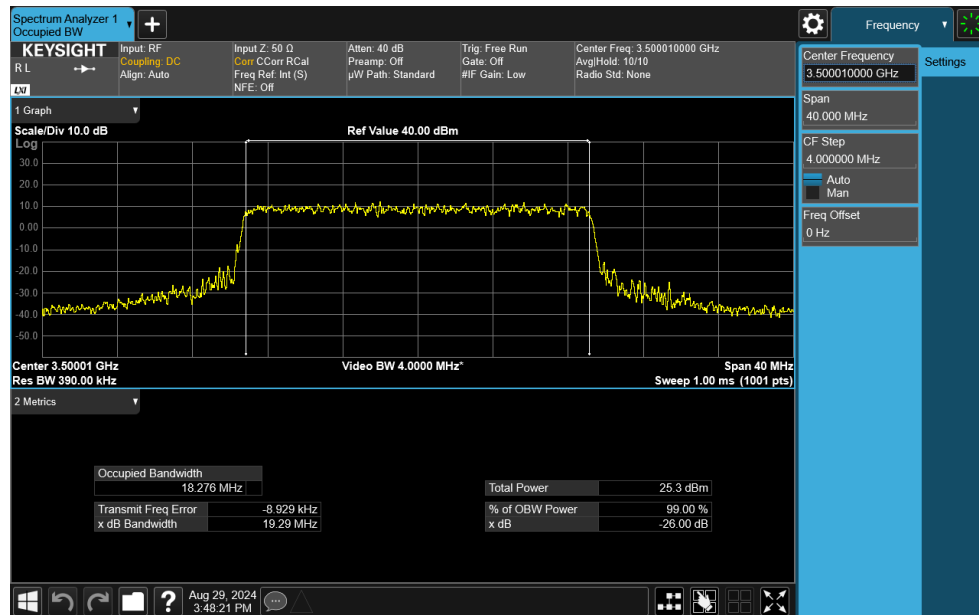 Spectrum Analyzer 1
Occupied BW
+
Frequency
KEYSIGHT
R L
LXI
Input: RF
Coupling: DC
Align: Auto
Input Z: 50 Ω
Corr CCorr RCal
Freq Ref: Int (S)
NFE: Off
Atten: 40 dB
Preamp: Off
µW Path: Standard
Trig: Free Run
Gate: Off
#IF Gain: Low
Center Freq: 3.500010000 GHz
Avg|Hold: 10/10
Radio Std: None
Center Frequency
3.500010000 GHz
Settings
Span
40.000 MHz
CF Step
4.000000 MHz
Auto
Man
Freq Offset
0 Hz
1 Graph
Scale/Div 10.0 dB
Ref Value 40.00 dBm
Log
30.0
20.0
10.0
0.00
-10.0
-20.0
-30.0
-40.0
-50.0
Center 3.50001 GHz
Video BW 4.0000 MHz*
Span 40 MHz
Res BW 390.00 kHz
Sweep 1.00 ms (1001 pts)
2 Metrics
Occupied Bandwidth
18.276 MHz
Total Power 25.3 dBm
Transmit Freq Error -8.929 kHz
% of OBW Power 99.00 %
x dB Bandwidth 19.29 MHz
x dB -26.00 dB
?
Aug 29, 2024
3:48:21 PM